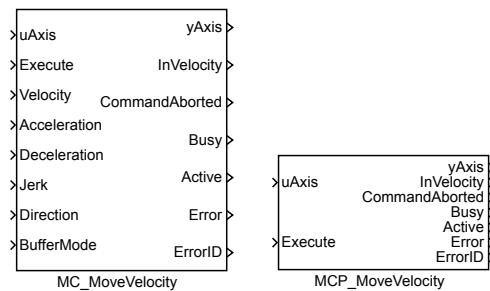 uAxis
Execute
Velocity
Acceleration
Deceleration
Jerk
Direction
BufferMode
yAxis
InVelocity
CommandAborted
Busy
Active
Error
ErrorID
MC_MoveVelocity
uAxis
Execute
yAxis
InVelocity
CommandAborted
Busy
Active
Error
ErrorID
MCP_MoveVelocity